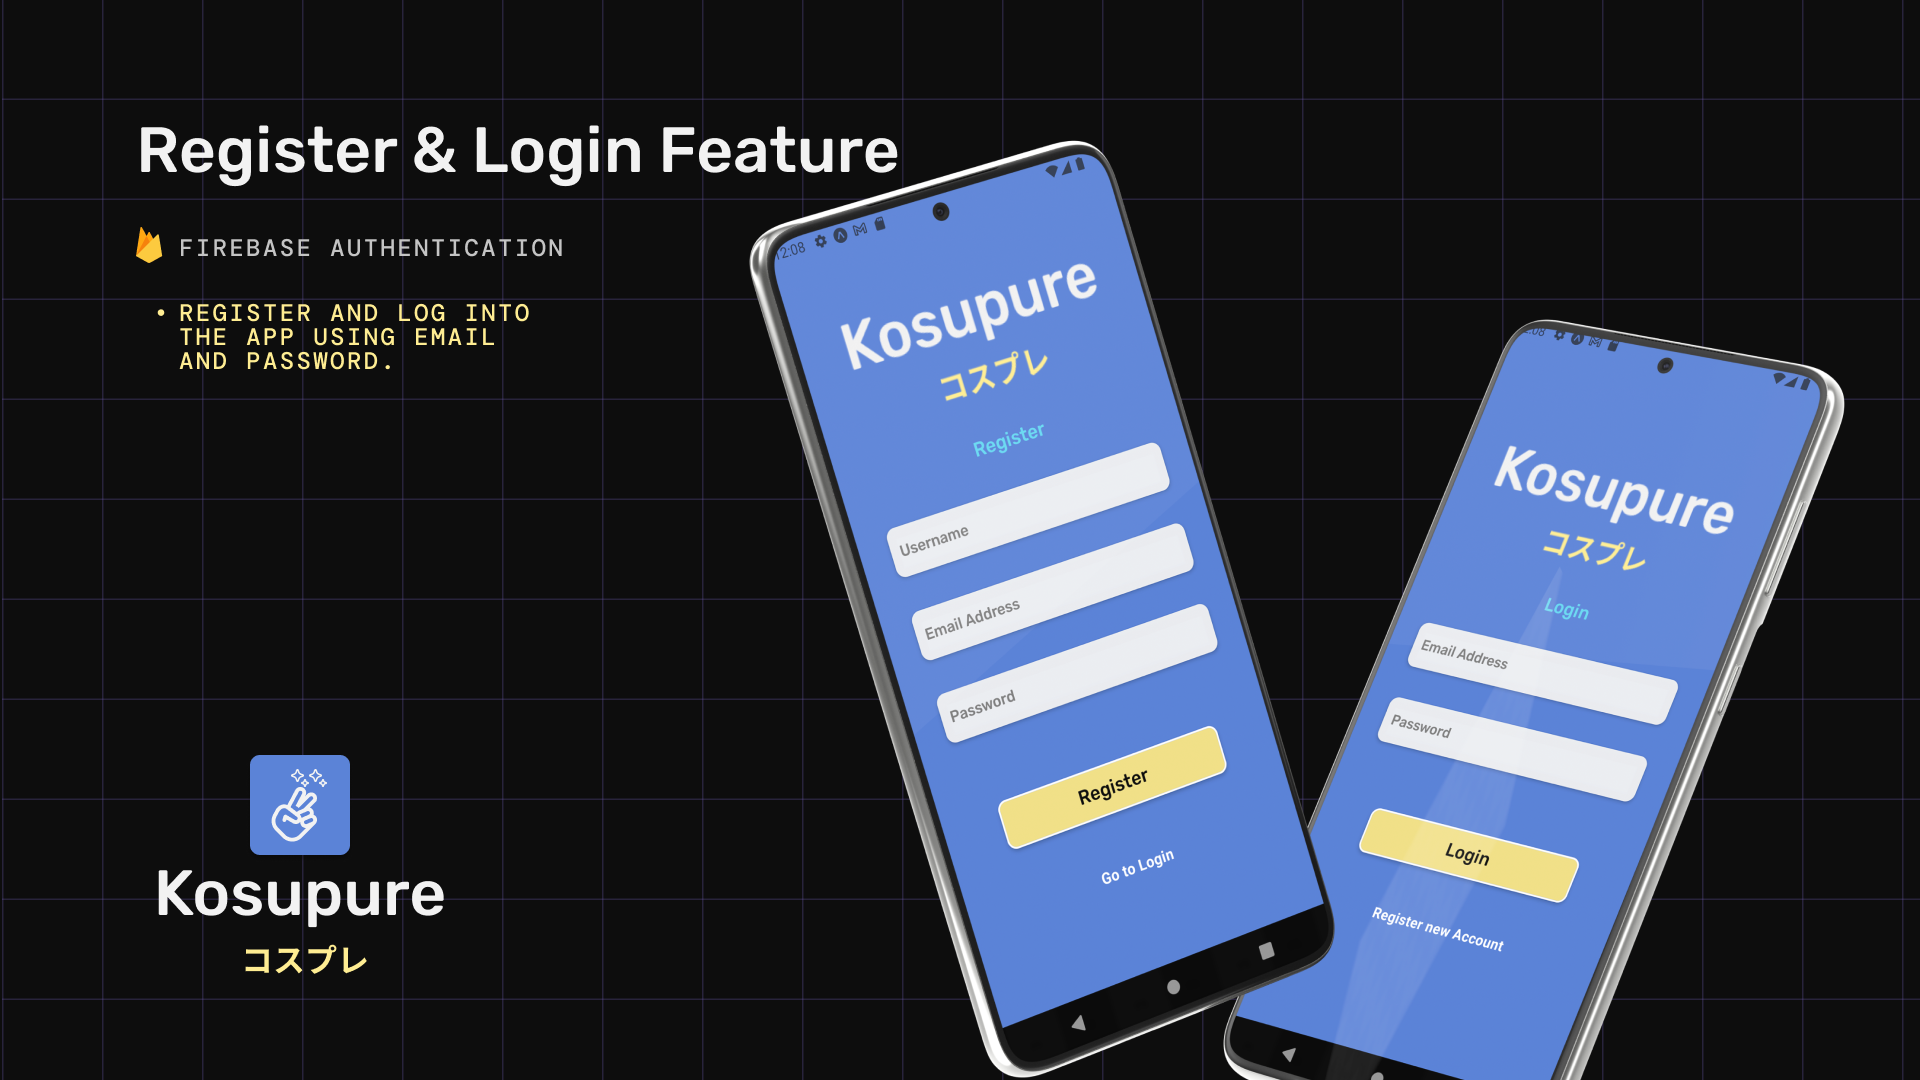 Register & Login Feature
FIREBASE AUTHENTICATION
• REGISTER AND LOG INTO
THE APP USING EMAIL
AND PASSWORD.
Kosupure
コスプレ
12:08
Kosupure
コスプレ
Register
Username
Email Address
Password
Register
Go to Login
:08
Kosupure
コスプレ
Login
Email Address
Password
Login
Register new Account